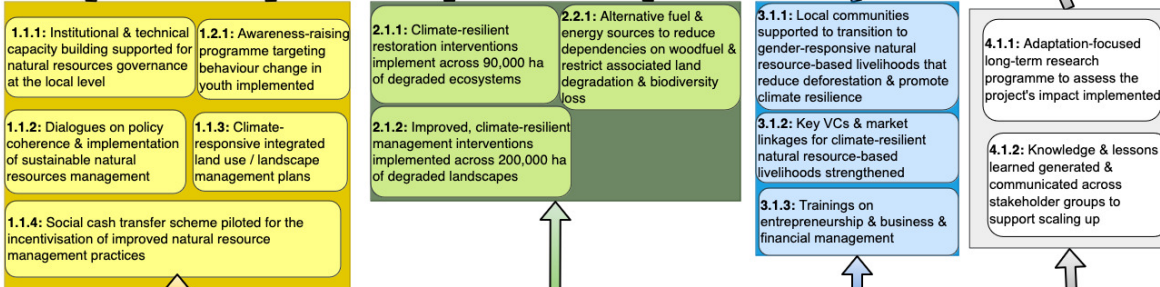 1.1.1: Institutional & technical
capacity building supported for
natural resources governance
at the local level
1.2.1: Awareness-raising
programme targeting
behaviour change in
youth implemented
1.1.2: Dialogues on policy
coherence & implementation
of sustainable natural
resources management
1.1.3: Climate-
responsive integrated
land use / landscape
management plans
1.1.4: Social cash transfer scheme piloted for the
incentivisation of improved natural resource
management practices
2.1.1: Climate-resilient
restoration interventions
implement across 90,000 ha
of degraded ecosystems
2.2.1: Alternative fuel &
energy sources to reduce
dependencies on woodfuel &
restrict associated land
degradation & biodiversity
loss
2.1.2: Improved, climate-resilient
management interventions
implemented across 200,000 ha
of degraded landscapes
3.1.1: Local communities
supported to transition to
gender-responsive natural
resource-based livelihoods that
reduce deforestation & promote
climate resilience
3.1.2: Key VCs & market
linkages for climate-resilient
natural resource-based
livelihoods strengthened
3.1.3: Trainings on
entrepreneurship & business &
financial management
4.1.1: Adaptation-focused
long-term research
programme to assess the
project's impact implemented
4.1.2: Knowledge & lessons
learned generated &
communicated across
stakeholder groups to
support scaling up